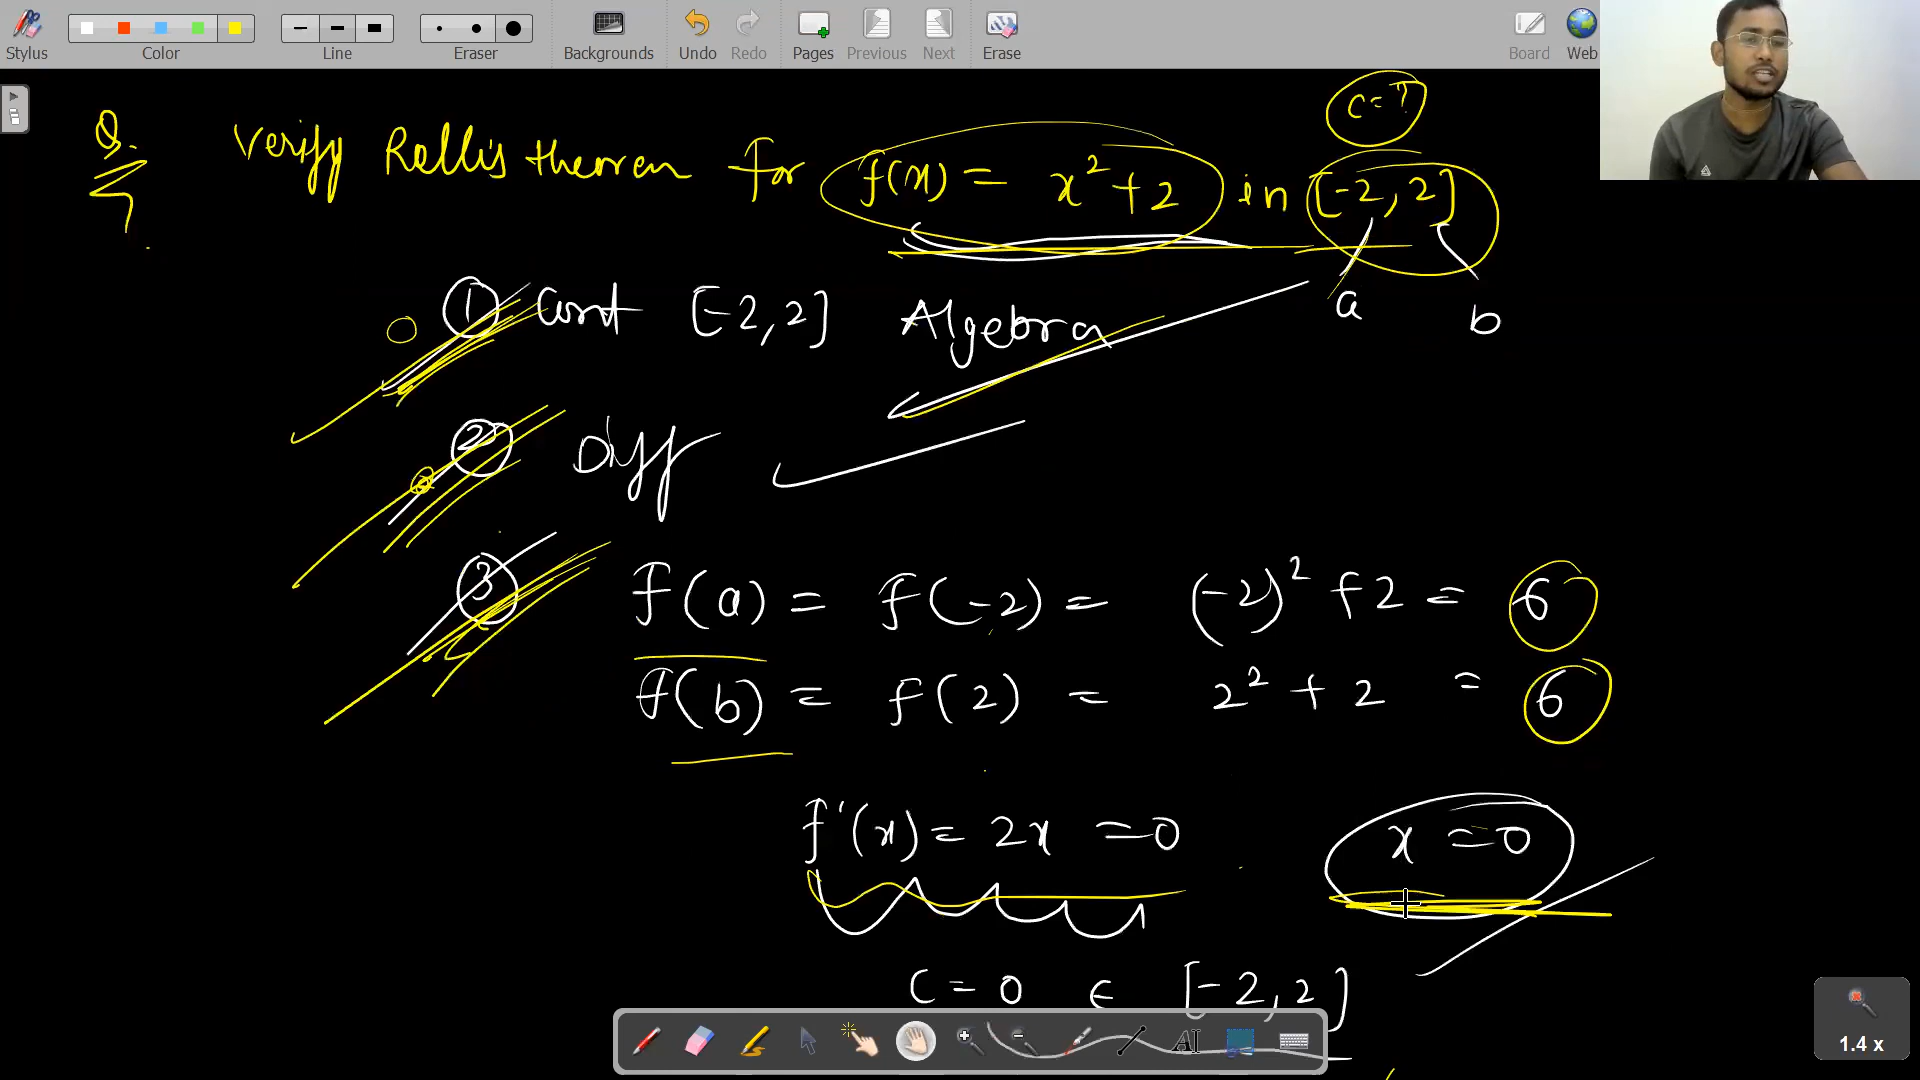 Stylus Color Line Eraser Backgrounds Undo Redo Pages Previous Next Erase Board Web
c = ?
Q. Verify Rolle's theorem for f(x) = x² + 2 in [-2, 2]
a b
① Cont [-2, 2] Algebra
② Diff
③ f(a) = f(-2) = (-2)² + 2 = 6
f(b) = f(2) = 2² + 2 = 6
f'(x) = 2x = 0 x = 0
C = 0 ∈ [-2, 2]
AI
1.4 x